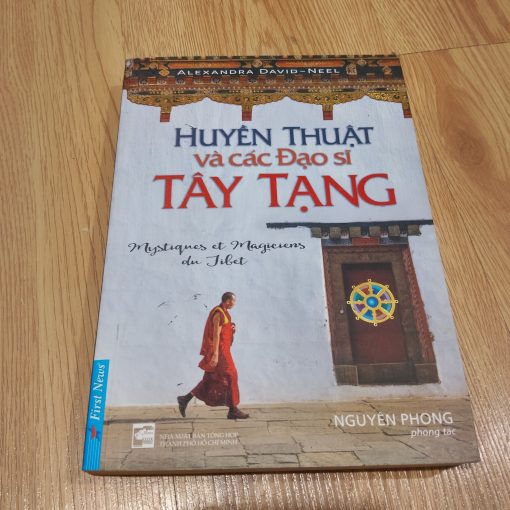 ALEXANDRA DAVID-NEEL
HUYỀN THUẬT
và các ĐẠO SĨ
TÂY TẠNG
Mystiques et Magiciens
du Tibet
First News
NGUYÊN PHONG
phóng tác
NHÀ XUẤT BẢN TỔNG HỢP
THÀNH PHỐ HỒ CHÍ MINH